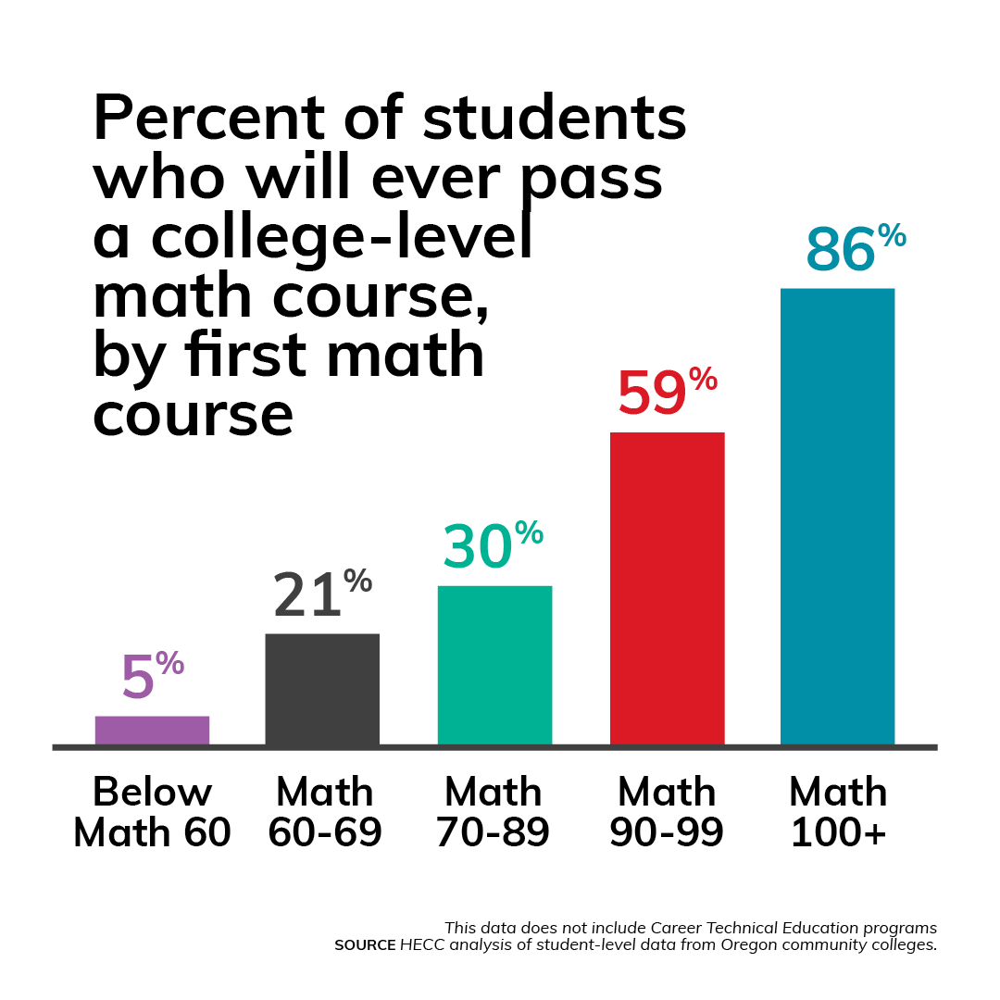 Percent of students
who will ever pass
a college-level
math course,
by first math
course
86%
59%
30%
21%
5%
Below
Math 60
Math
60-69
Math
70-89
Math
90-99
Math
100+
This data does not include Career Technical Education programs
SOURCE HECC analysis of student-level data from Oregon community colleges.